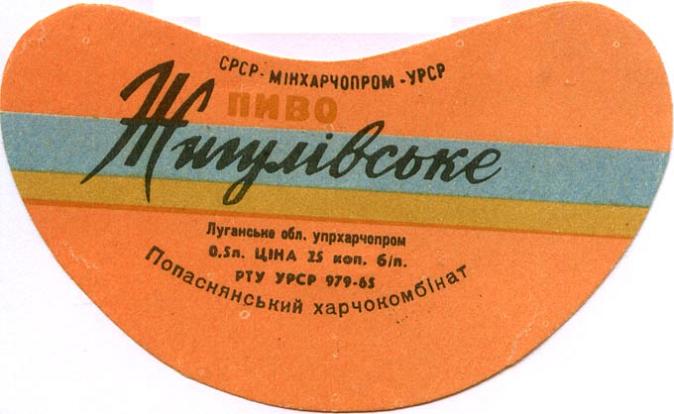 СРСР-МІНХАРЧОПРОМ-УРСР
ПИВО
Жигулівське
Луганське обл. упрхарчопром
0,5л. ЦІНА 25 коп. б/п.
РТУ УРСР 979-65
Попаснянський харчокомбінат